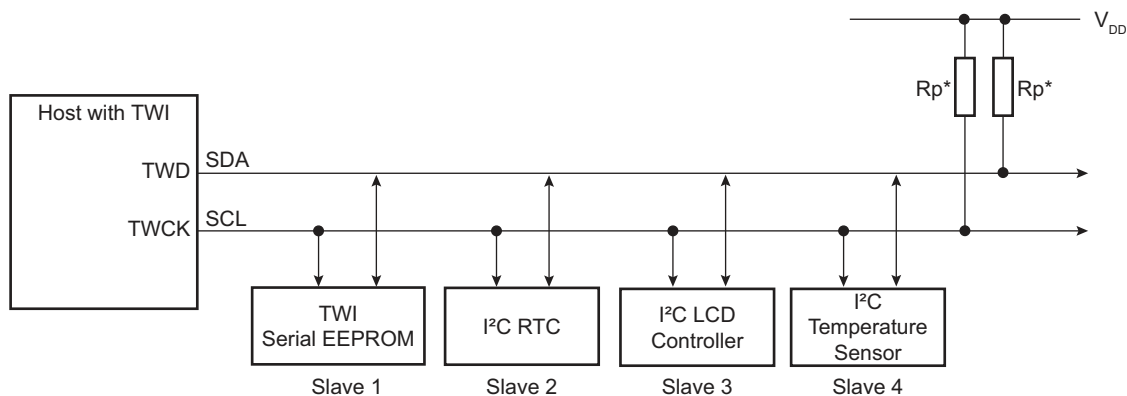 V_DD
Rp* Rp*
Host with TWI
TWD SDA
TWCK SCL
TWI
Serial EEPROM
I²C RTC
I²C LCD
Controller
I²C
Temperature
Sensor
Slave 1 Slave 2 Slave 3 Slave 4